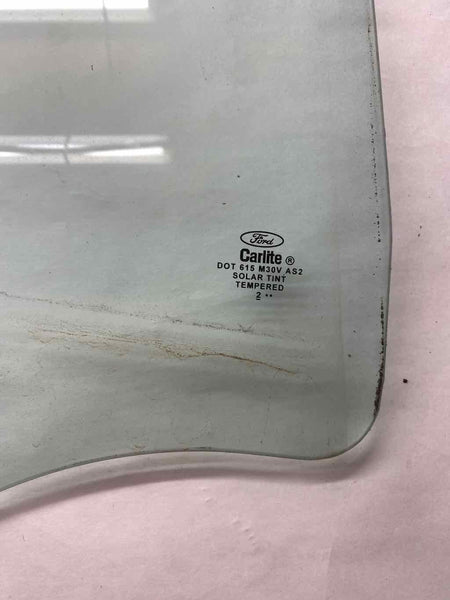 Ford
Carlite ®
DOT 615 M30V AS2
SOLAR TINT
TEMPERED
2 **